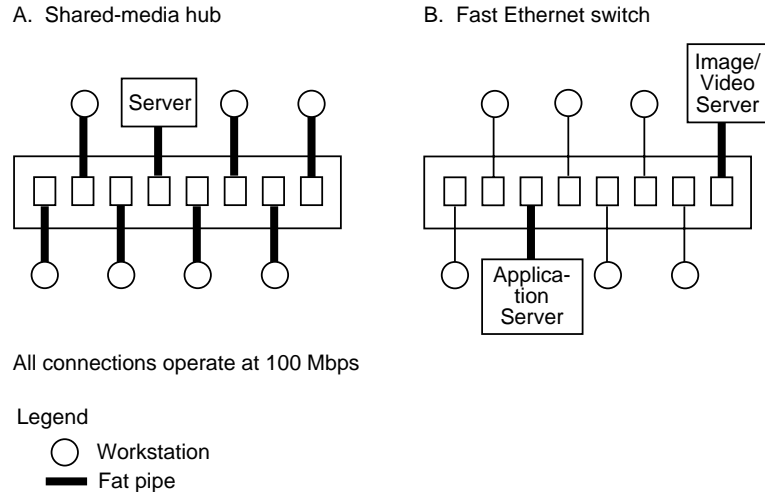 A. Shared-media hub
B. Fast Ethernet switch
Server
Image/
Video
Server
Applica-
tion
Server
All connections operate at 100 Mbps
Legend
Workstation
Fat pipe